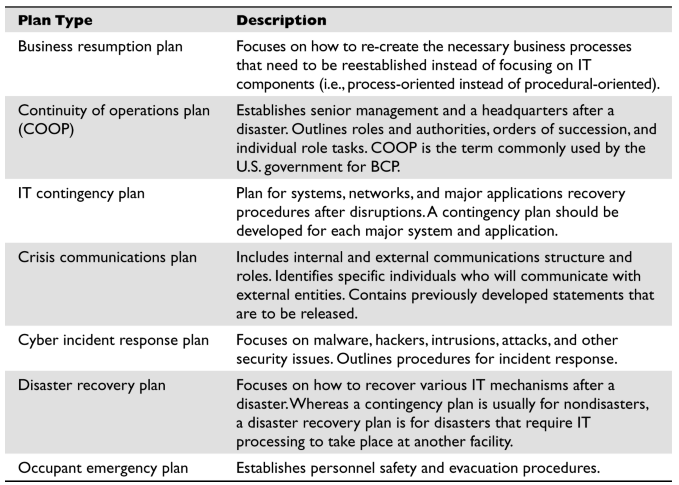 Plan Type Description
Business resumption plan Focuses on how to re-create the necessary business processes
that need to be reestablished instead of focusing on IT
components (i.e., process-oriented instead of procedural-oriented).
Continuity of operations plan Establishes senior management and a headquarters after a
(COOP) disaster. Outlines roles and authorities, orders of succession, and
individual role tasks. COOP is the term commonly used by the
U.S. government for BCP.
IT contingency plan Plan for systems, networks, and major applications recovery
procedures after disruptions. A contingency plan should be
developed for each major system and application.
Crisis communications plan Includes internal and external communications structure and
roles. Identifies specific individuals who will communicate with
external entities. Contains previously developed statements that
are to be released.
Cyber incident response plan Focuses on malware, hackers, intrusions, attacks, and other
security issues. Outlines procedures for incident response.
Disaster recovery plan Focuses on how to recover various IT mechanisms after a
disaster. Whereas a contingency plan is usually for nondisasters,
a disaster recovery plan is for disasters that require IT
processing to take place at another facility.
Occupant emergency plan Establishes personnel safety and evacuation procedures.